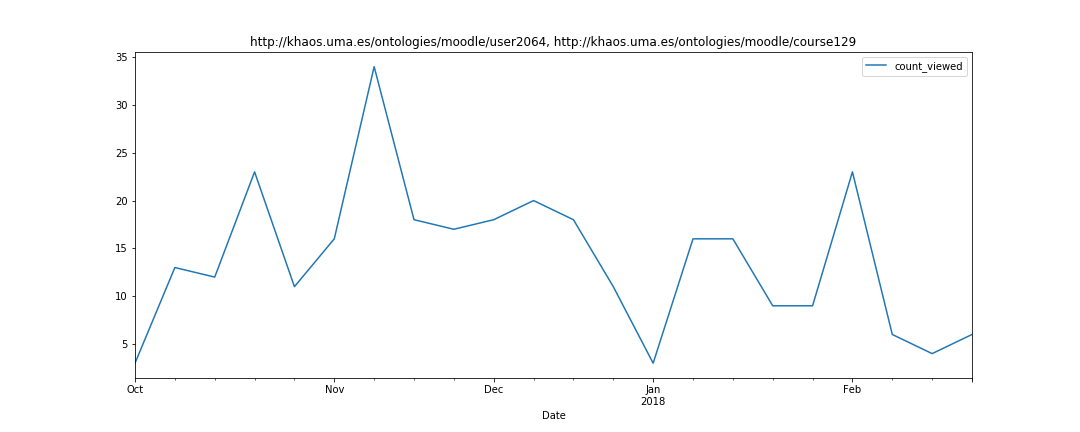 http://khaos.uma.es/ontologies/moodle/user2064, http://khaos.uma.es/ontologies/moodle/course129
count_viewed
35
30
25
20
15
10
5
Oct
Nov
Dec
Jan
2018
Feb
Date